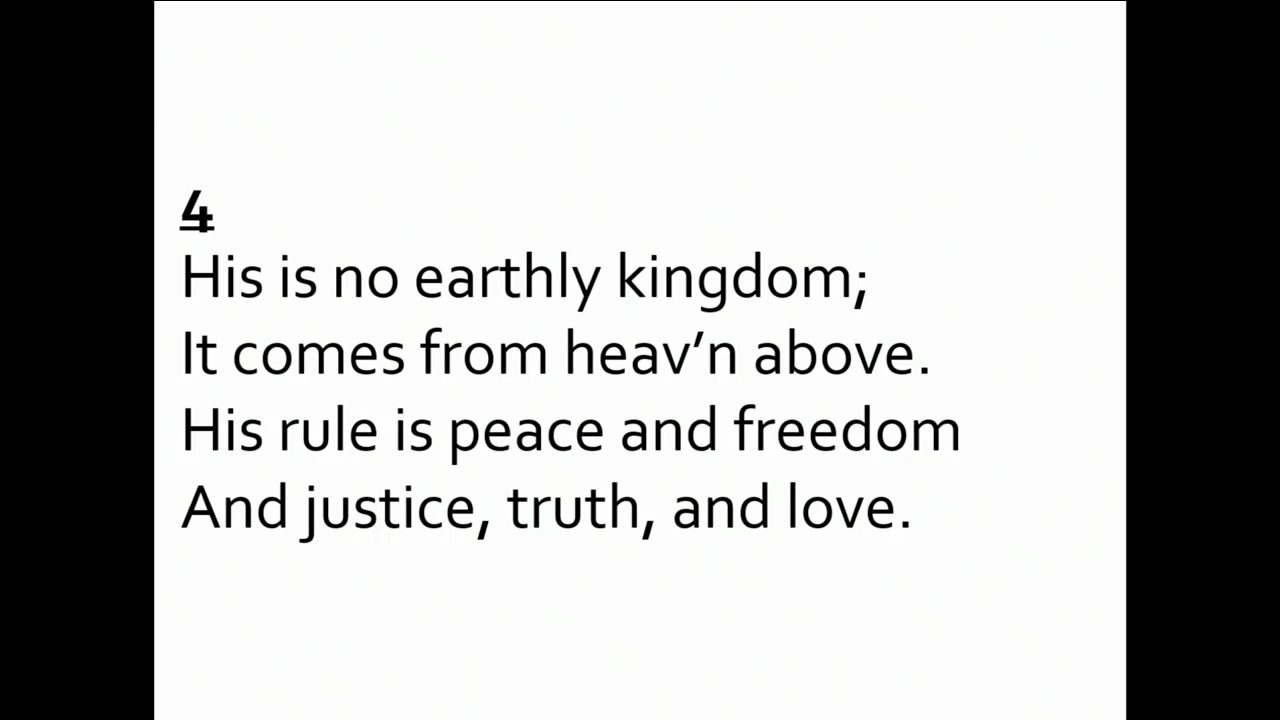 4
His is no earthly kingdom;
It comes from heav’n above.
His rule is peace and freedom
And justice, truth, and love.